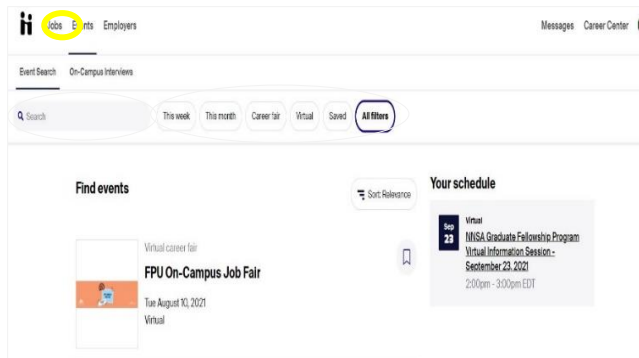 Jobs Events Employers Messages Career Center
Event Search On-Campus Interviews
Search This week This month Career fair Virtual Saved All filters
Find events
Sort: Relevance
Your schedule
Virtual career fair
FPU On-Campus Job Fair
Tue August 10, 2021
Virtual
Sep
23
Virtual
NNSA Graduate Fellowship Program
Virtual Information Session -
September 23, 2021
2:00pm - 3:00pm EDT